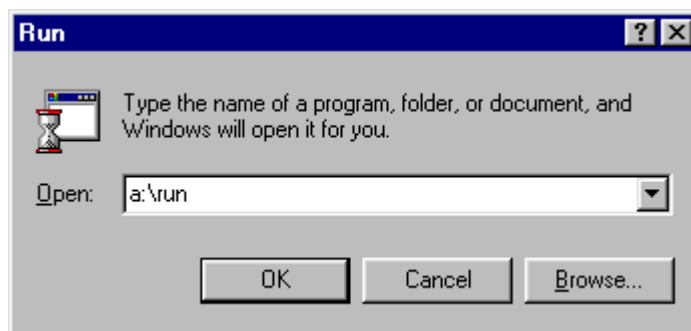 Run
Type the name of a program, folder, or document, and
Windows will open it for you.
Open: a:\run
OK Cancel Browse...